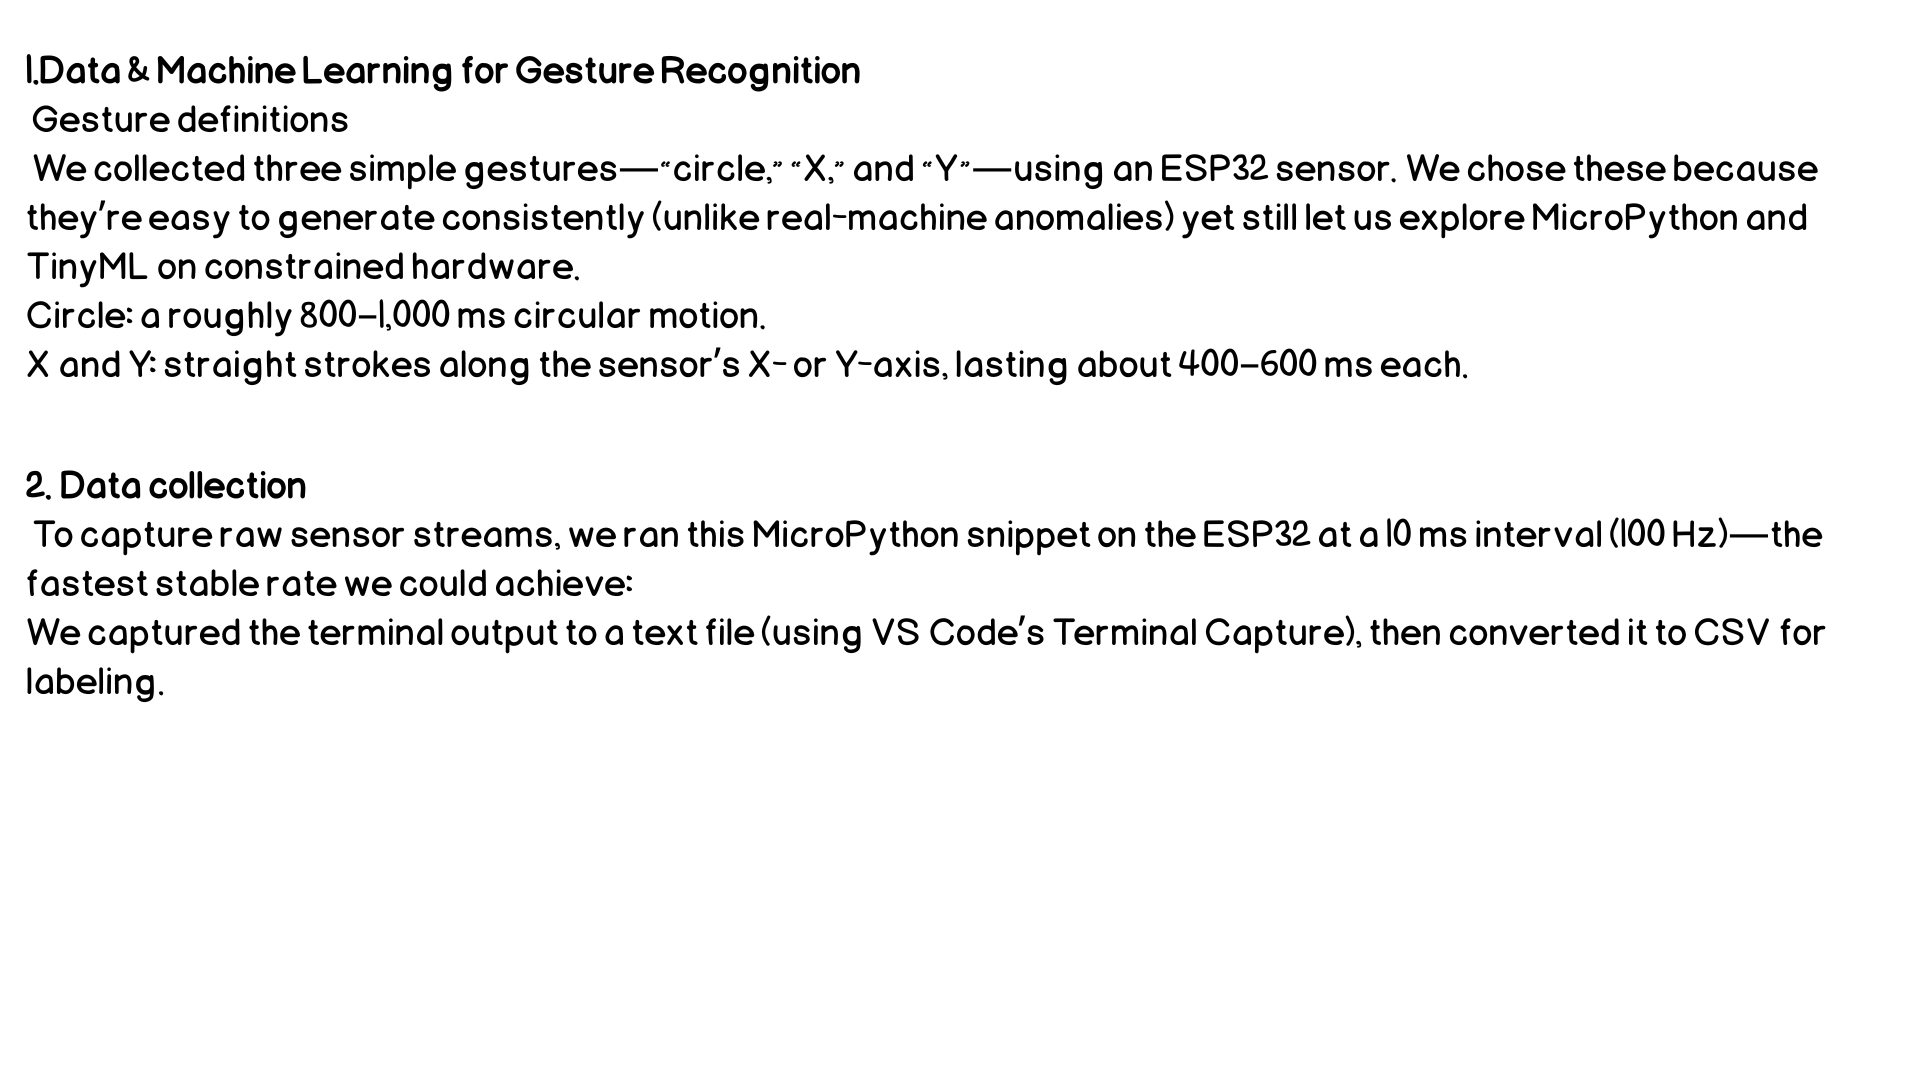 1.Data & Machine Learning for Gesture Recognition
Gesture definitions
We collected three simple gestures—“circle,” “X,” and “Y”—using an ESP32 sensor. We chose these because
they’re easy to generate consistently (unlike real-machine anomalies) yet still let us explore MicroPython and
TinyML on constrained hardware.
Circle: a roughly 800–1,000 ms circular motion.
X and Y: straight strokes along the sensor’s X- or Y-axis, lasting about 400–600 ms each.
2. Data collection
To capture raw sensor streams, we ran this MicroPython snippet on the ESP32 at a 10 ms interval (100 Hz)—the
fastest stable rate we could achieve:
We captured the terminal output to a text file (using VS Code’s Terminal Capture), then converted it to CSV for
labeling.